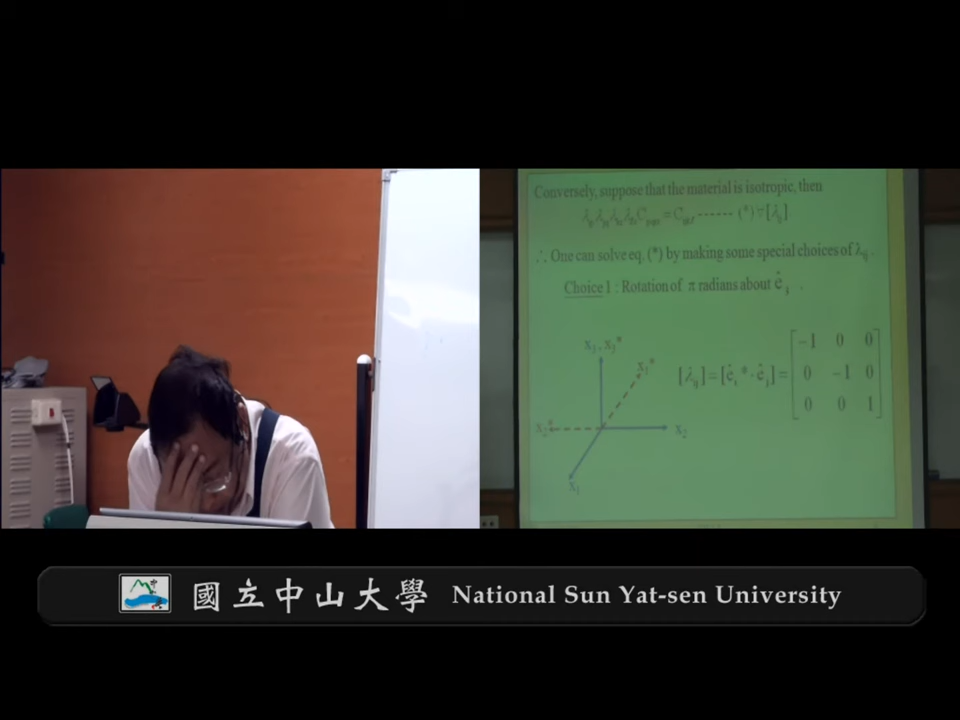 Conversely, suppose that the material is isotropic, then
(*) ∀[λij]
∴ One can solve eq. (*) by making some special choices of λij.
Choice 1 : Rotation of π radians about ê3 .
x3, x3*
x1*
[λij]=[êi*·êj]=
-1 0 0
0 -1 0
0 0 1
x2*
x2
x1
國立中山大學 National Sun Yat-sen University